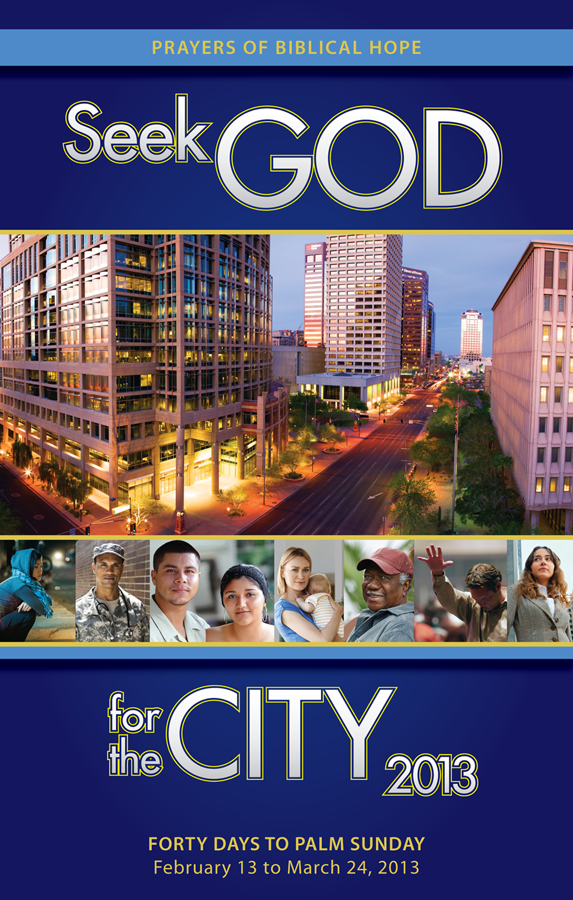 PRAYERS OF BIBLICAL HOPE
Seek GOD
for the CITY 2013
FORTY DAYS TO PALM SUNDAY
February 13 to March 24, 2013